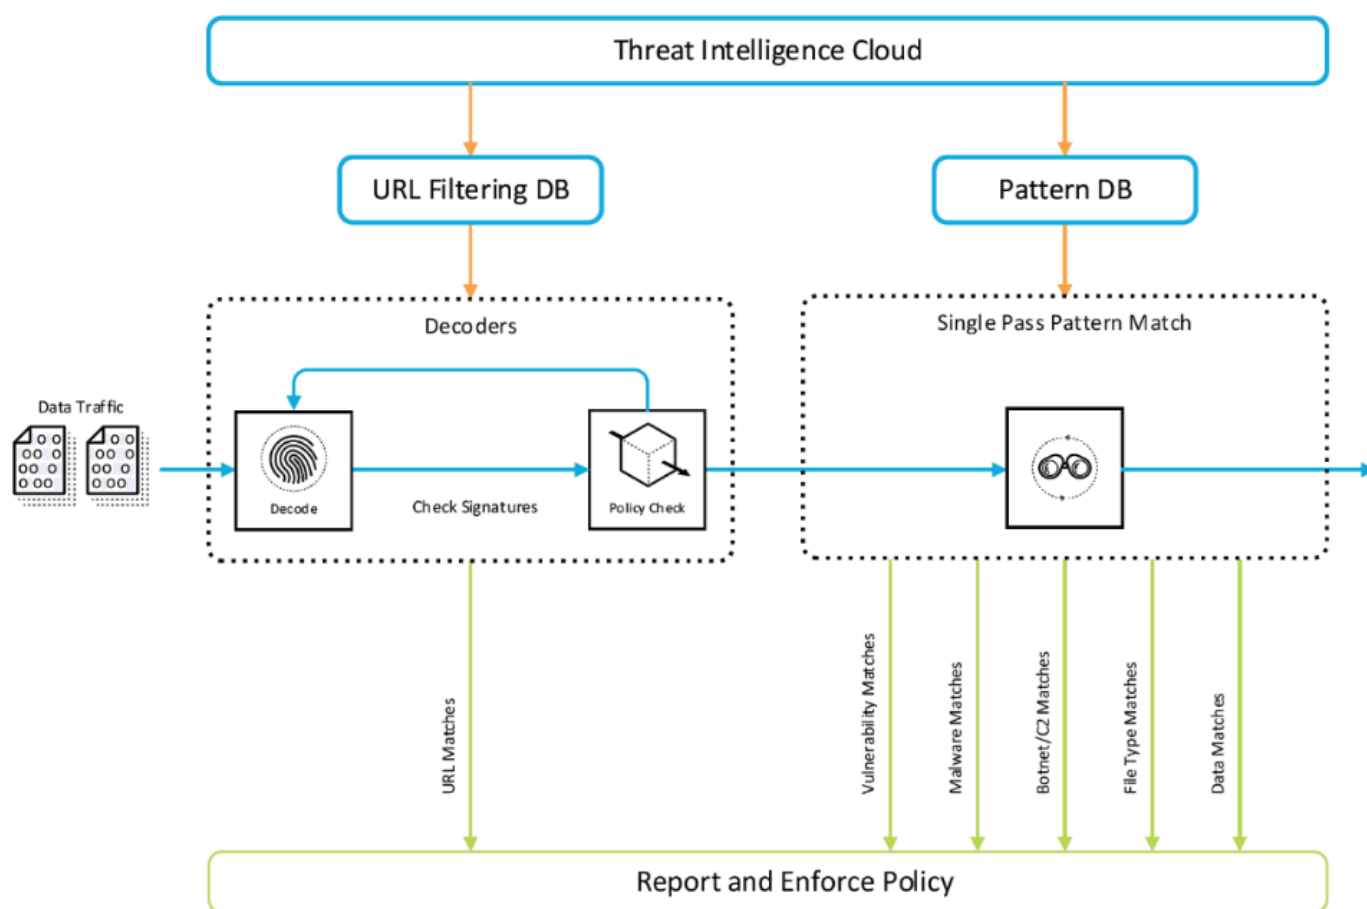 Threat Intelligence Cloud
URL Filtering DB
Pattern DB
Decoders
Single Pass Pattern Match
Data Traffic
Decode
Check Signatures
Policy Check
URL Matches
Vulnerability Matches
Malware Matches
Botnet/C2 Matches
File Type Matches
Data Matches
Report and Enforce Policy